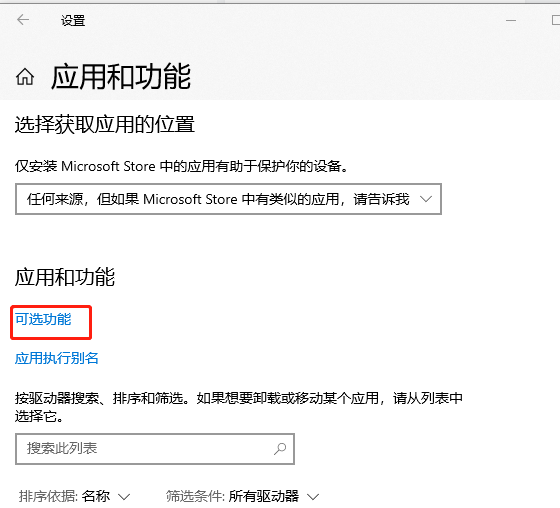 设置
应用和功能
选择获取应用的位置
仅安装 Microsoft Store 中的应用有助于保护你的设备。
任何来源，但如果 Microsoft Store 中有类似的应用，请告诉我
应用和功能
可选功能
应用执行别名
按驱动器搜索、排序和筛选。如果想要卸载或移动某个应用，请从列表中
选择它。
搜索此列表
排序依据: 名称 筛选条件: 所有驱动器